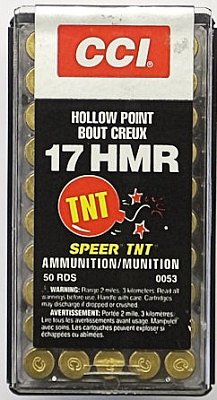 CCI
HOLLOW POINT
BOUT CREUX
17 HMR
TNT
SPEER TNT
AMMUNITION/MUNITION
50 RDS 0053
WARNING: Range 2 miles, 3 kilometers. Read all
warnings before use. Handle with care. Cartridges
may discharge if dropped or crushed.
AVERTISSEMENT: Portée 2 mille, 3 kilomètres.
Lire tous les avertissements avant usage. Manipuler
avec soins. Les cartouches peuvent exploser si
échappées ou abimées.